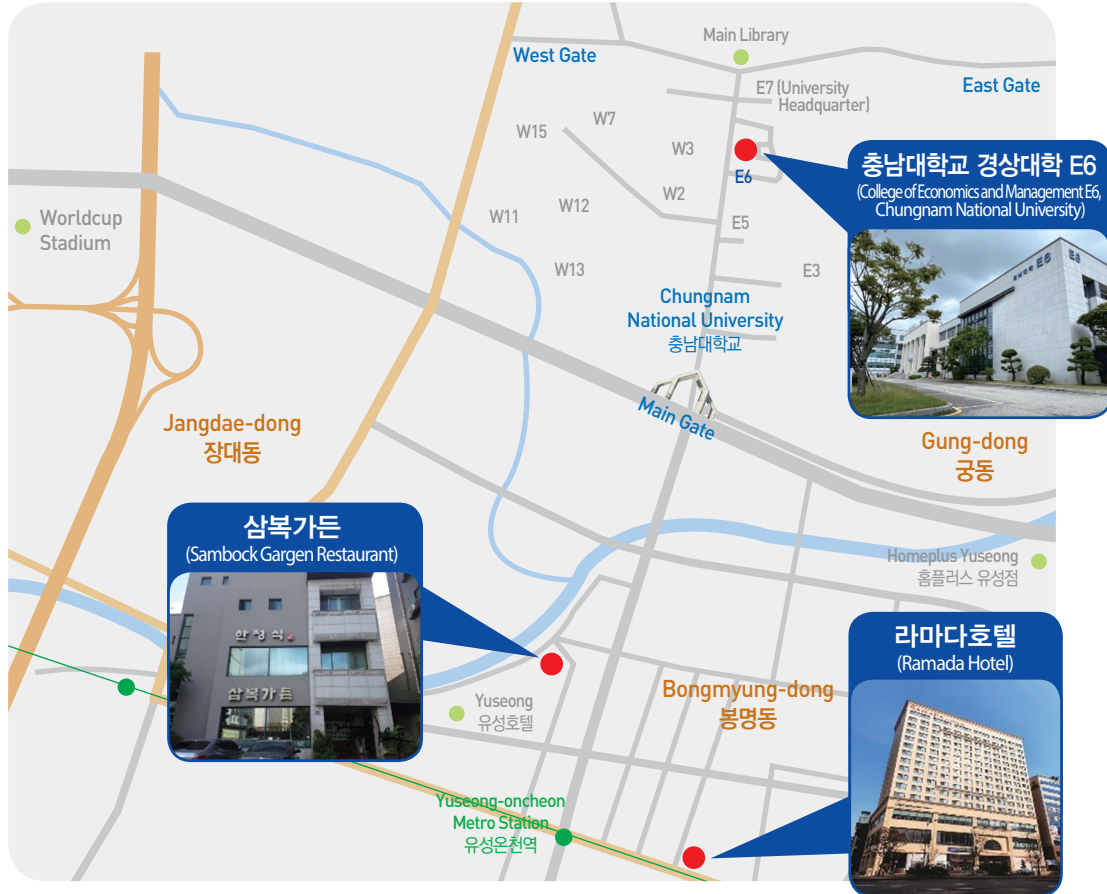 Main Library
West Gate
East Gate
E7 (University
Headquarter)
W7
W15
W3
E6
W2
W12
W11
E5
W13
E3
Worldcup
Stadium
충남대학교 경상대학 E6
(College of Economics and Management E6,
Chungnam National University)
E6
E6
Chungnam
National University
충남대학교
Main Gate
Jangdae-dong
장대동
Gung-dong
궁동
삼복가든
(Sambock Gargen Restaurant)
한정식
삼복가든
Homeplus Yuseong
홈플러스 유성점
라마다호텔
(Ramada Hotel)
Bongmyung-dong
봉명동
Yuseong
유성호텔
Yuseong-oncheon
Metro Station
유성온천역